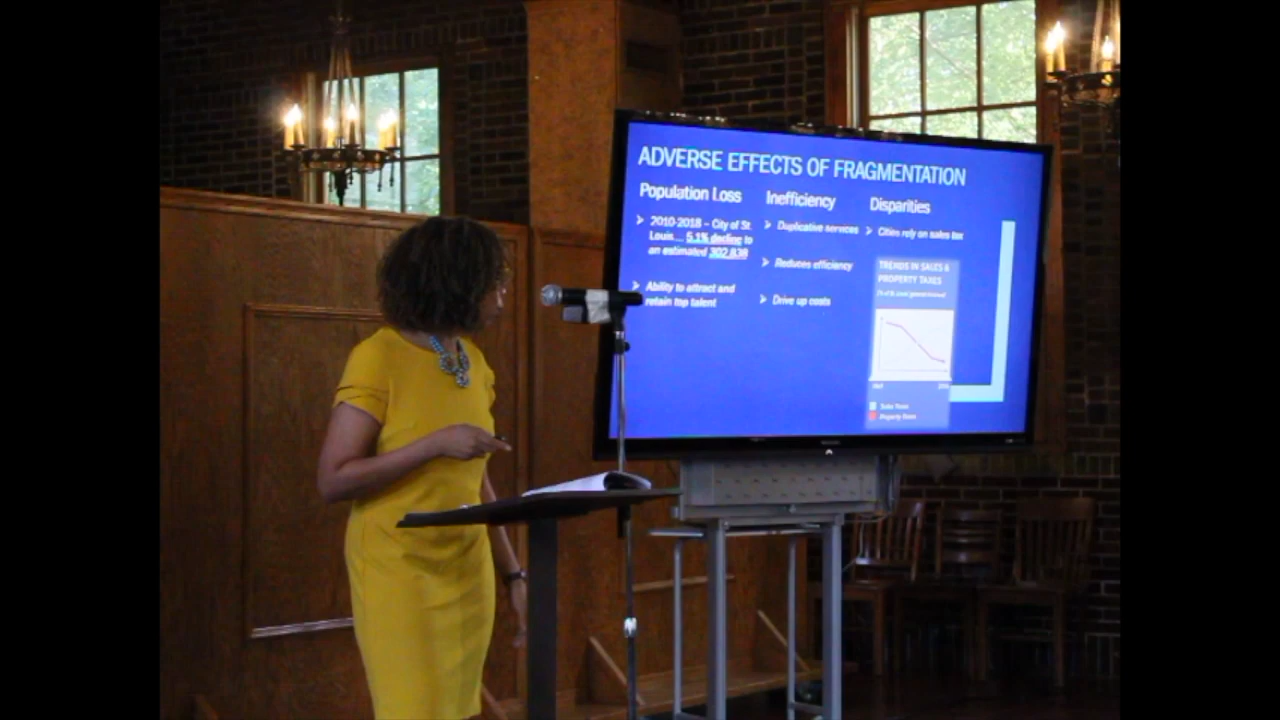 ADVERSE EFFECTS OF FRAGMENTATION
Population Loss
2010-2018 – City of St.
Louis.... 5.1% decline to
an estimated 302,838
Ability to attract and
retain top talent
Inefficiency
Duplicative services
Reduces efficiency
Drive up costs
Disparities
Cities rely on sales tax
TRENDS IN SALES &
PROPERTY TAXES
Sales Taxes
Property Taxes